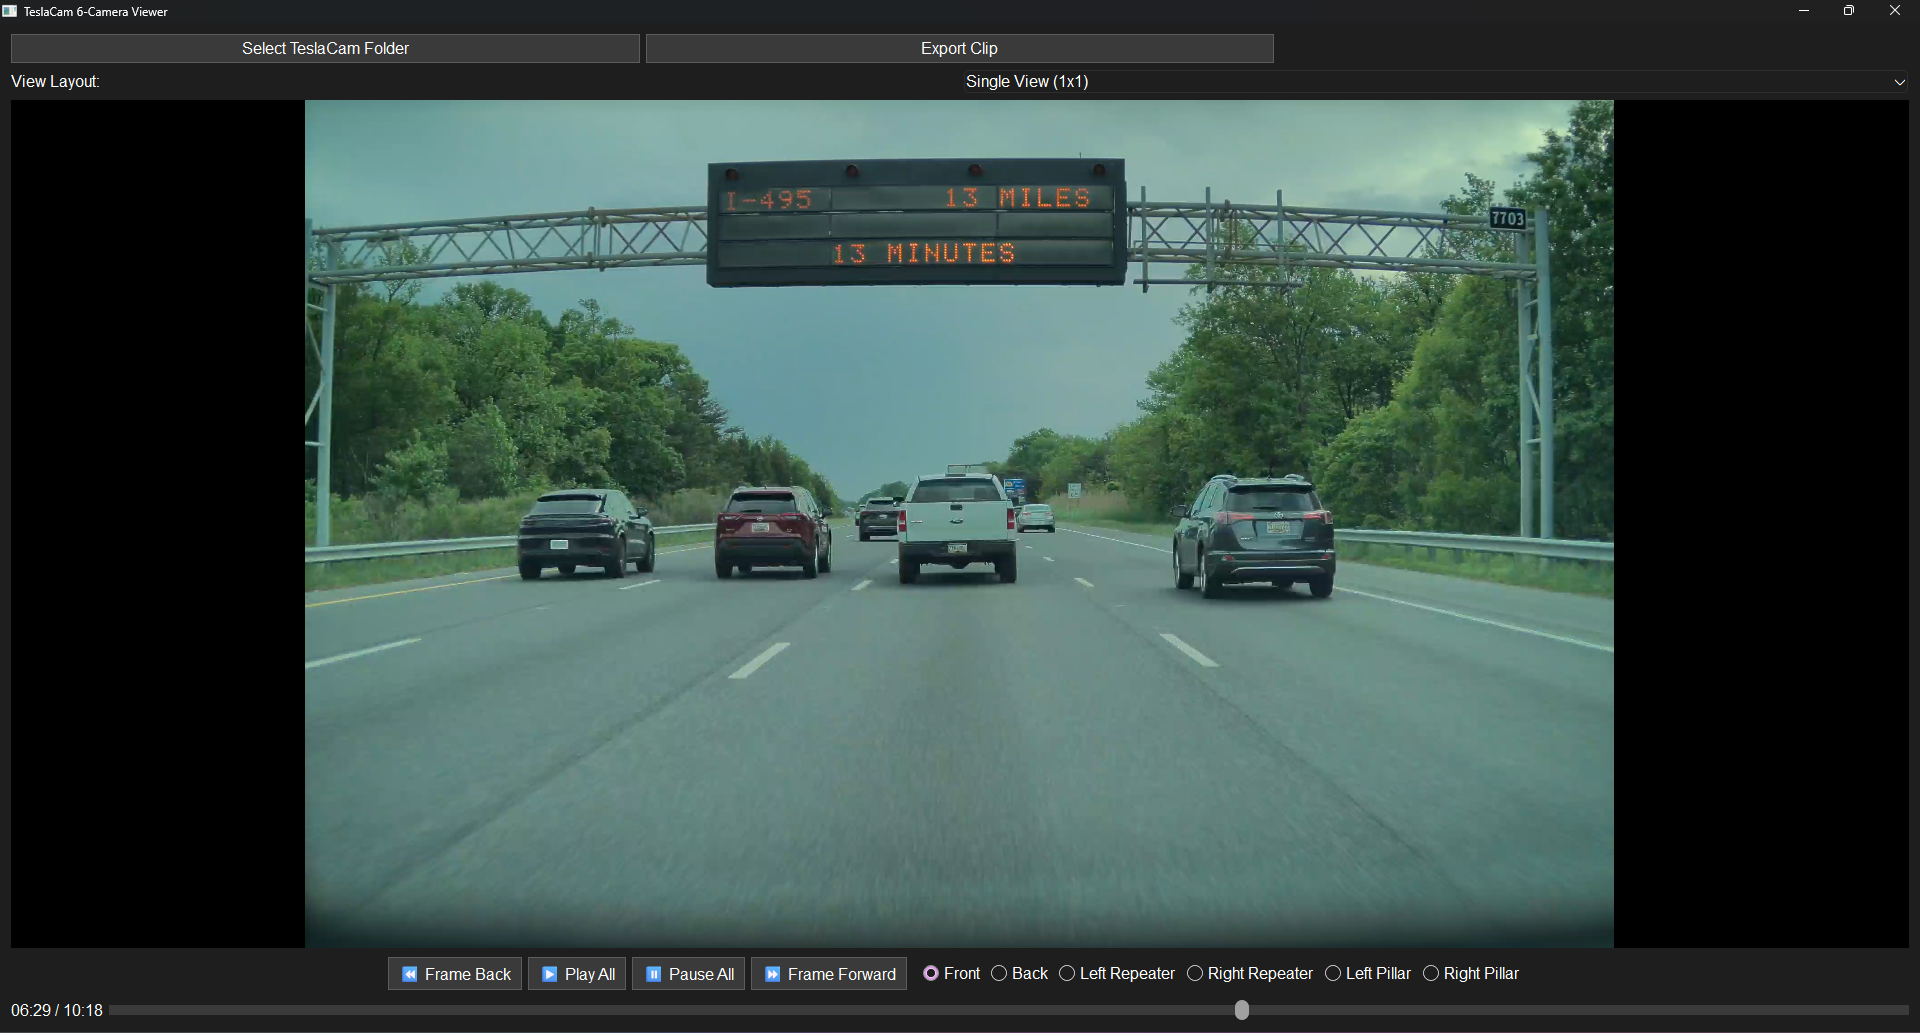 TeslaCam 6-Camera Viewer
Select TeslaCam Folder
Export Clip
View Layout:
Single View (1x1)
I-495 13 MILES
13 MINUTES
7703
Frame Back
Play All
Pause All
Frame Forward
Front
Back
Left Repeater
Right Repeater
Left Pillar
Right Pillar
06:29 / 10:18